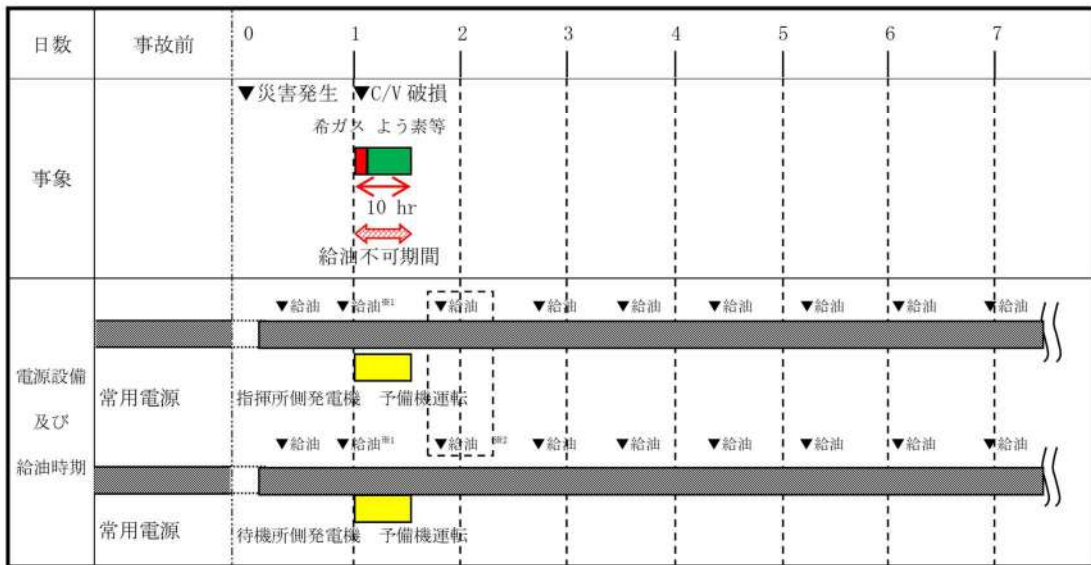 日数 事故前 0 1 2 3 4 5 6 7
▼災害発生 ▼C/V 破損
希ガス よう素等
事象
10 hr
給油不可期間
▼給油 ▼給油※1 ▼給油 ▼給油 ▼給油 ▼給油 ▼給油 ▼給油 ▼給油
電源設備
及び
給油時期
常用電源 指揮所側発電機 予備機運転
▼給油 ▼給油※1 ▼給油 ※2 ▼給油 ▼給油 ▼給油 ▼給油 ▼給油 ▼給油
常用電源 待機所側発電機 予備機運転